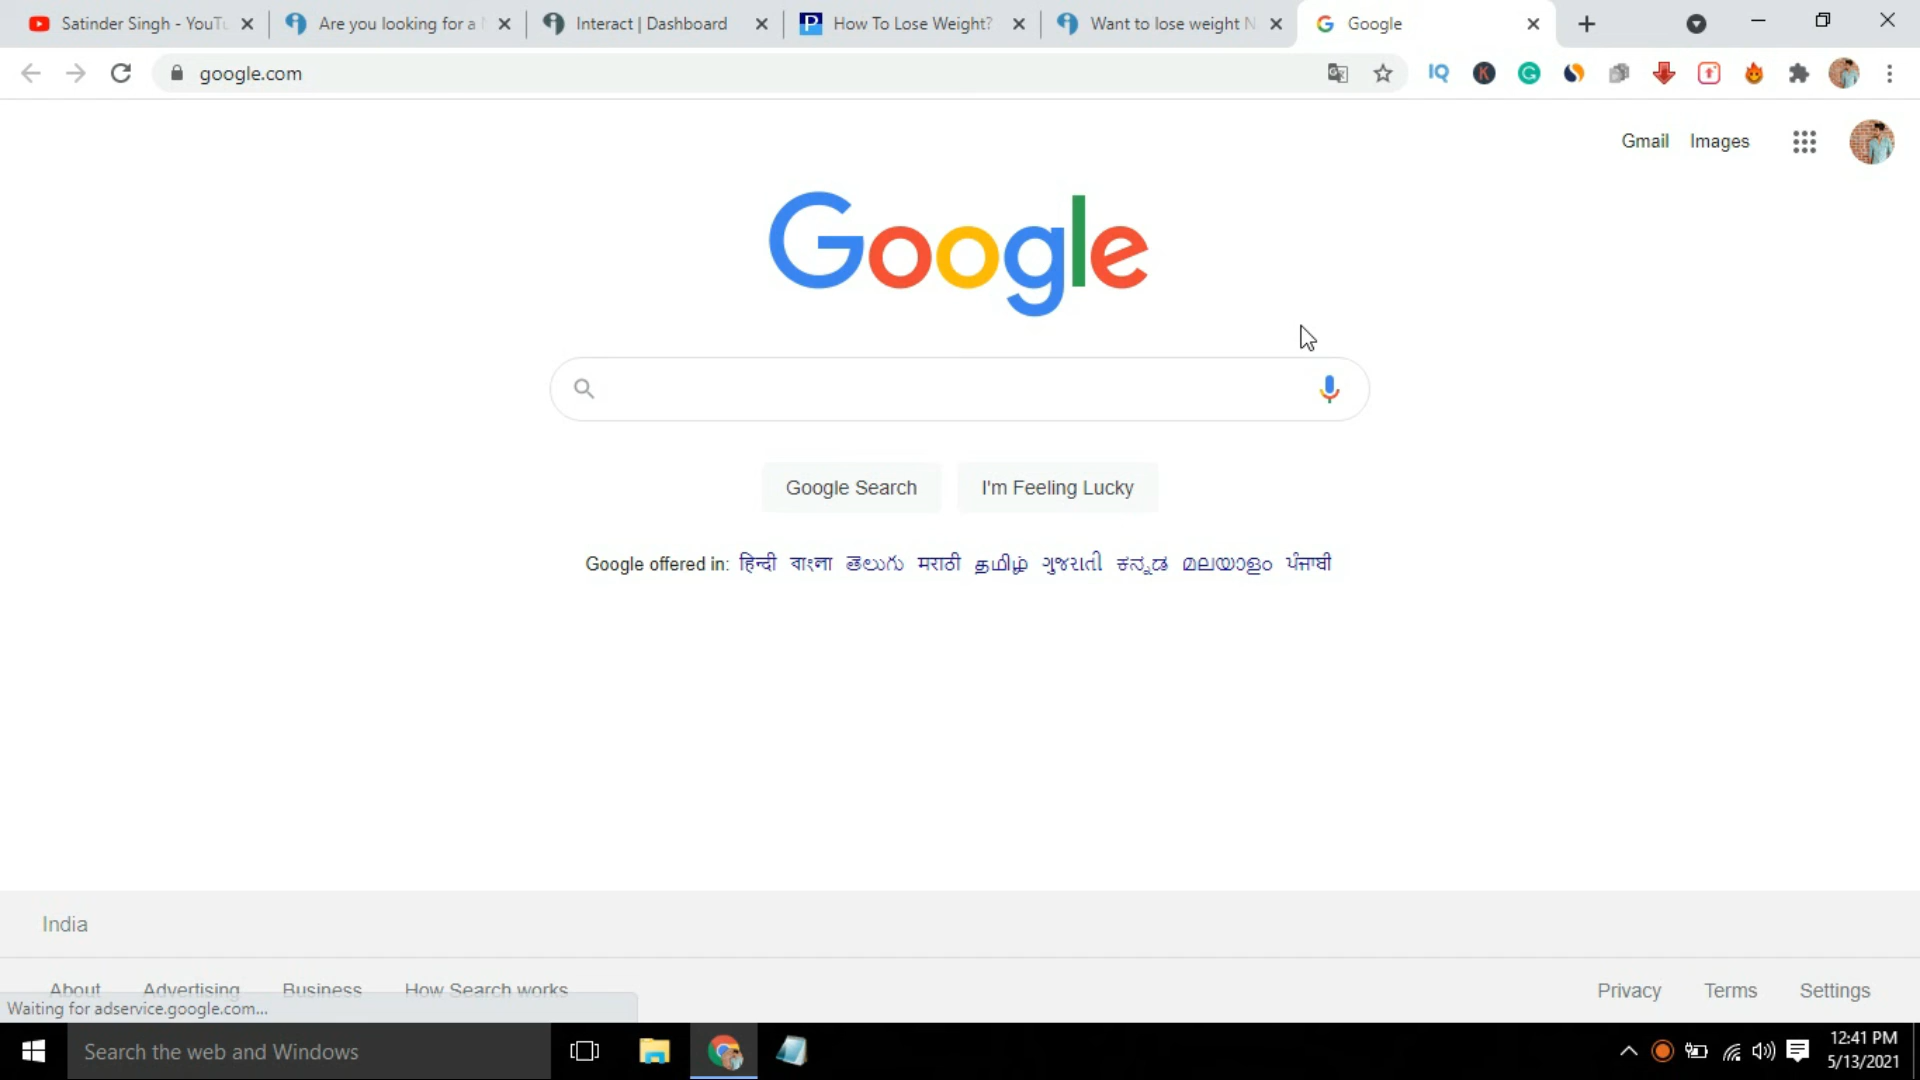 Satinder Singh - YouTu
Are you looking for a
Interact | Dashboard
How To Lose Weight?
Want to lose weight N
Google
google.com
IQ
Gmail Images
Google
Google Search
I'm Feeling Lucky
Google offered in: हिन्दी বাংলা తెలుగు मराठी தமிழ் ગુજરાતી ಕನ್ನಡ മലയാളം ਪੰਜਾਬੀ
India
About Advertising Business How Search works
Privacy Terms Settings
Waiting for adservice.google.com...
Search the web and Windows
12:41 PM
5/13/2021